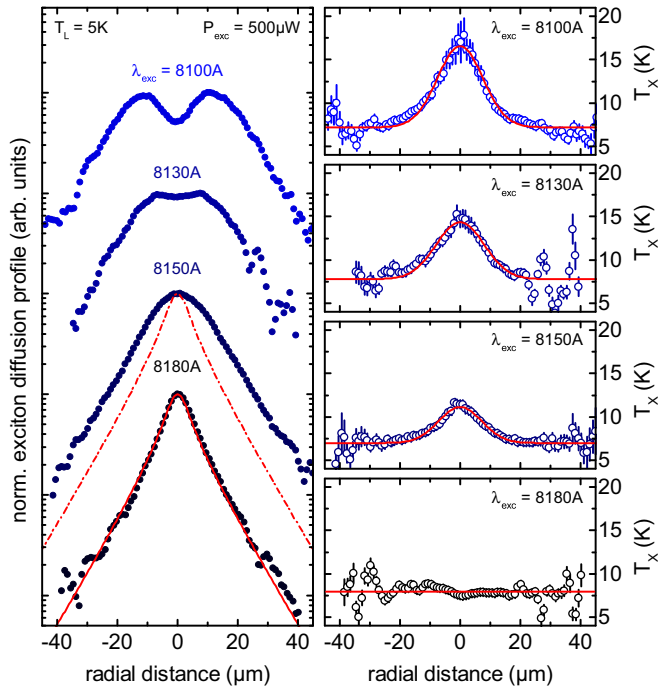 T_L = 5K
P_exc = 500µW
λ_exc = 8100A
8130A
8150A
8180A
norm. exciton diffusion profile (arb. units)
-40 -20 0 20 40
radial distance (µm)
λ_exc = 8100A
20
15
10
5
T_X (K)
λ_exc = 8130A
20
15
10
5
T_X (K)
λ_exc = 8150A
20
15
10
5
T_X (K)
λ_exc = 8180A
20
15
10
5
T_X (K)
-40 -20 0 20 40
radial distance (µm)